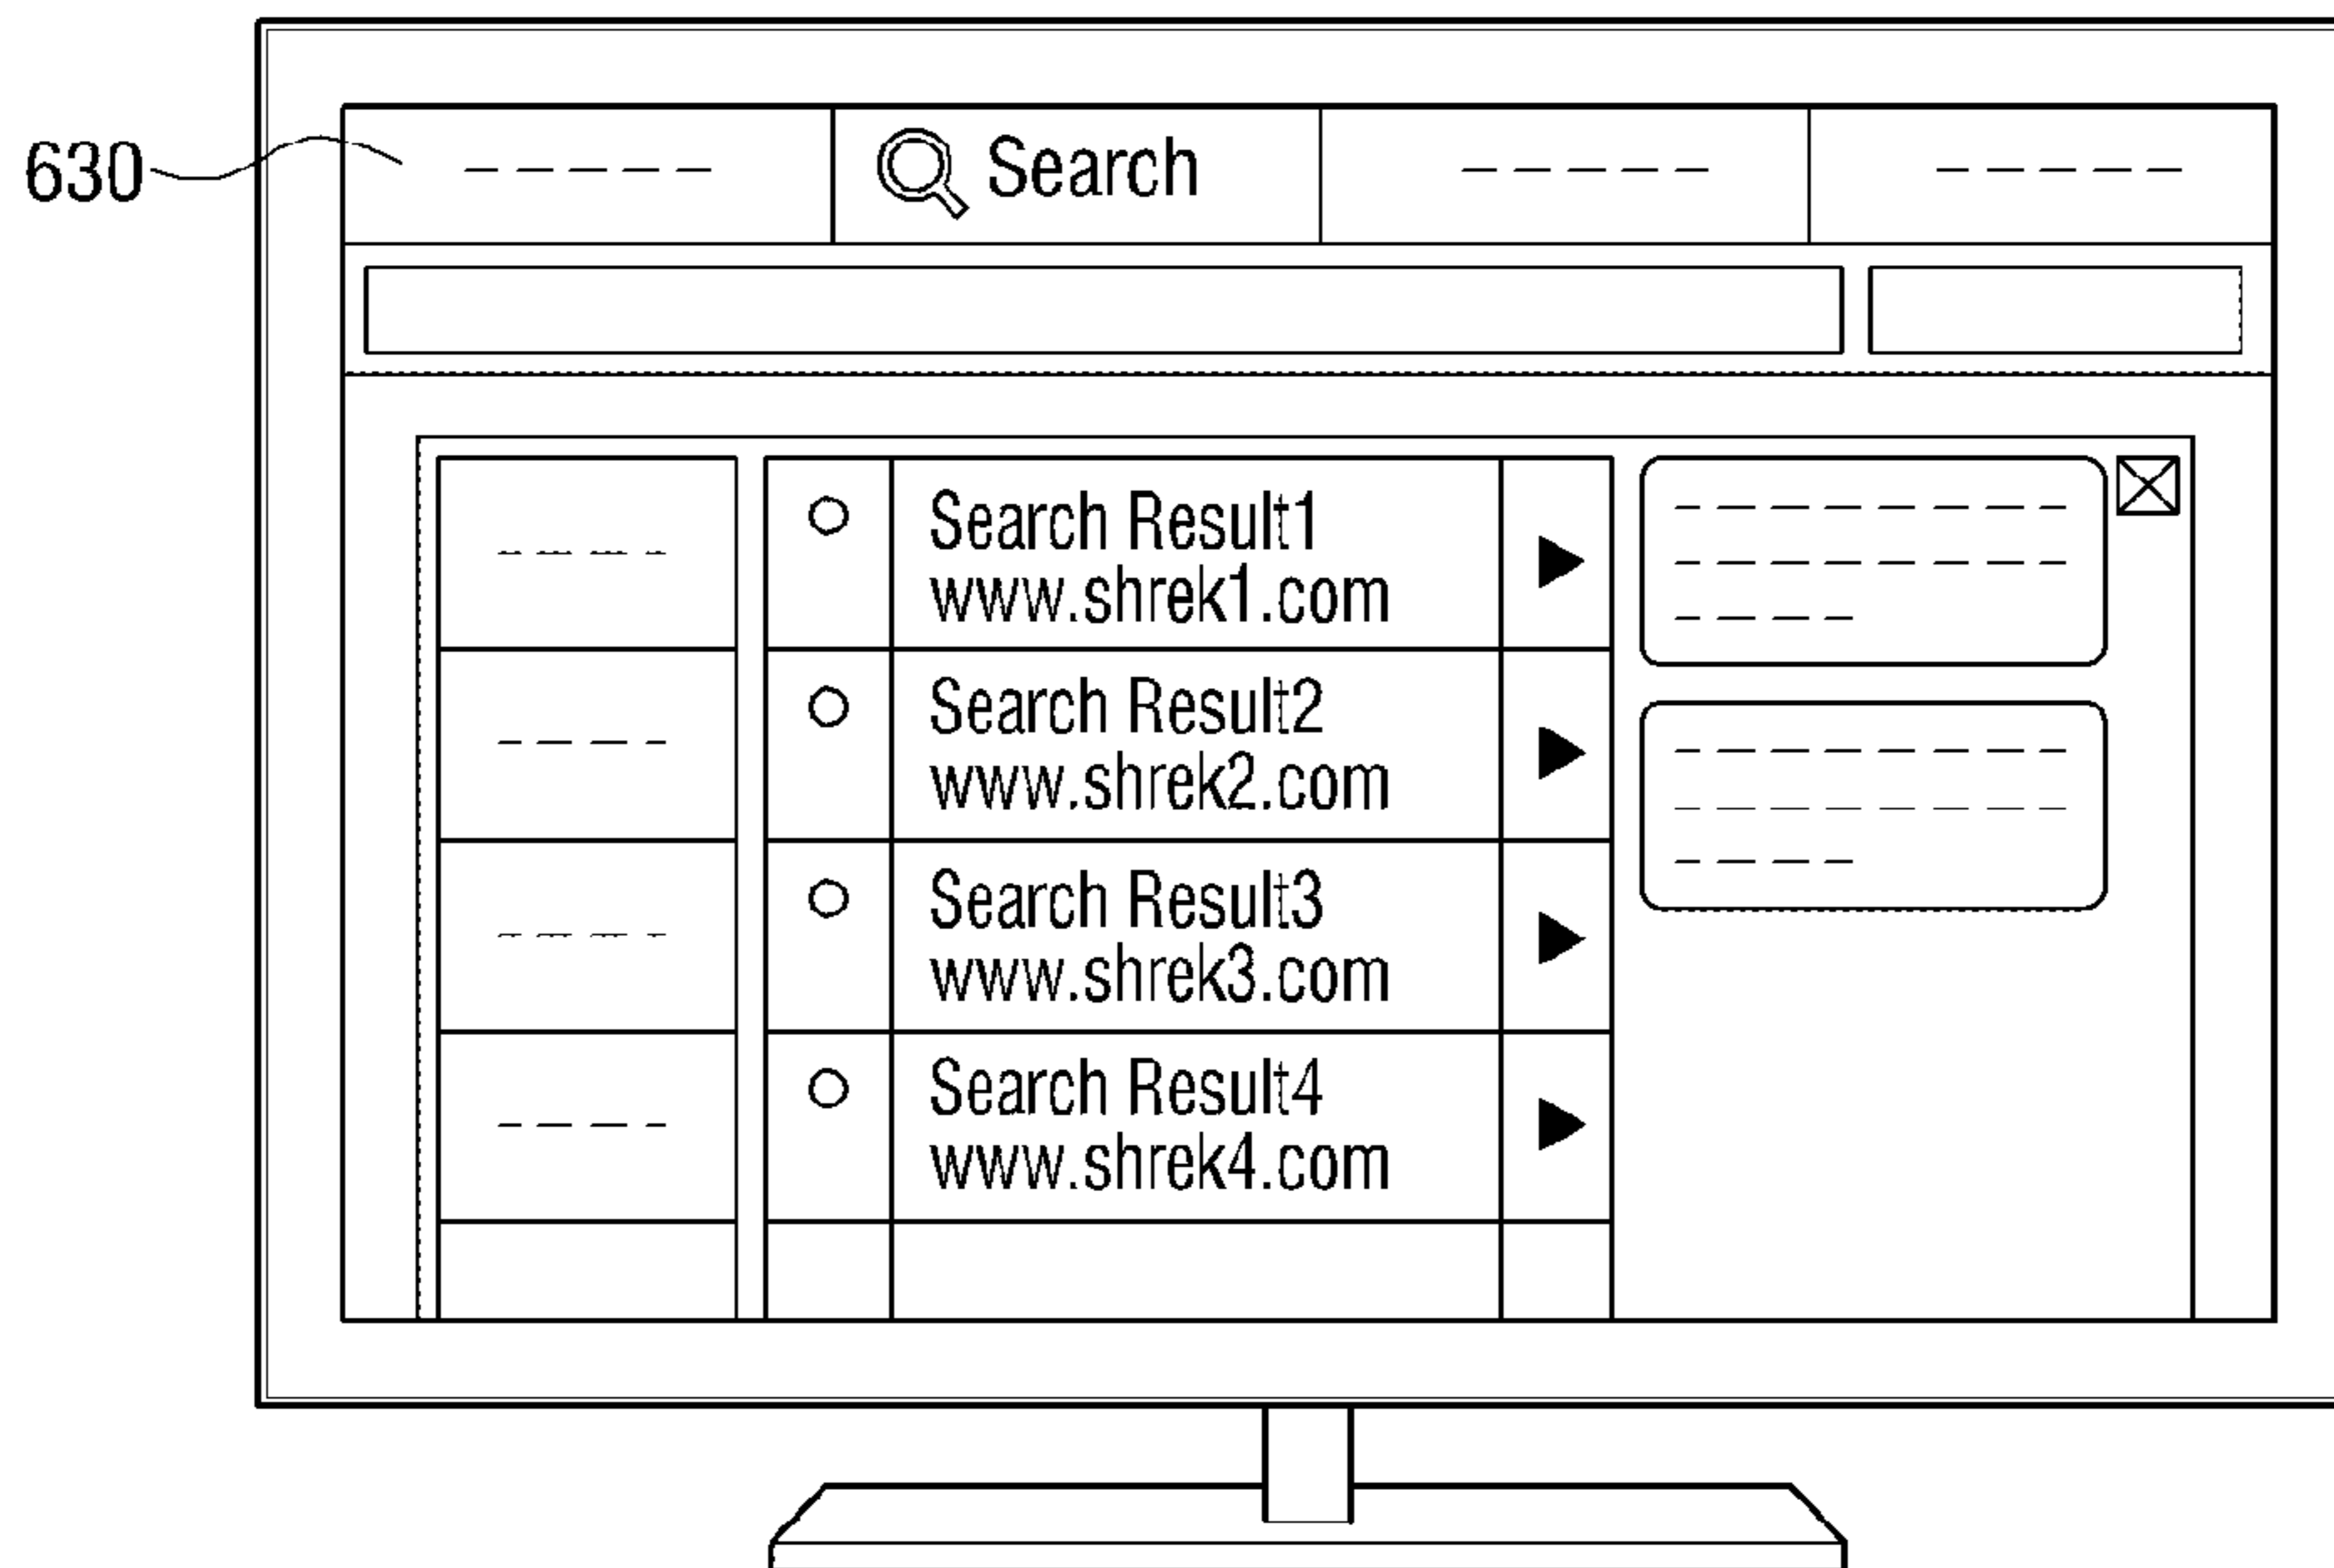 630
Search
Search Result1
www.shrek1.com
Search Result2
www.shrek2.com
Search Result3
www.shrek3.com
Search Result4
www.shrek4.com